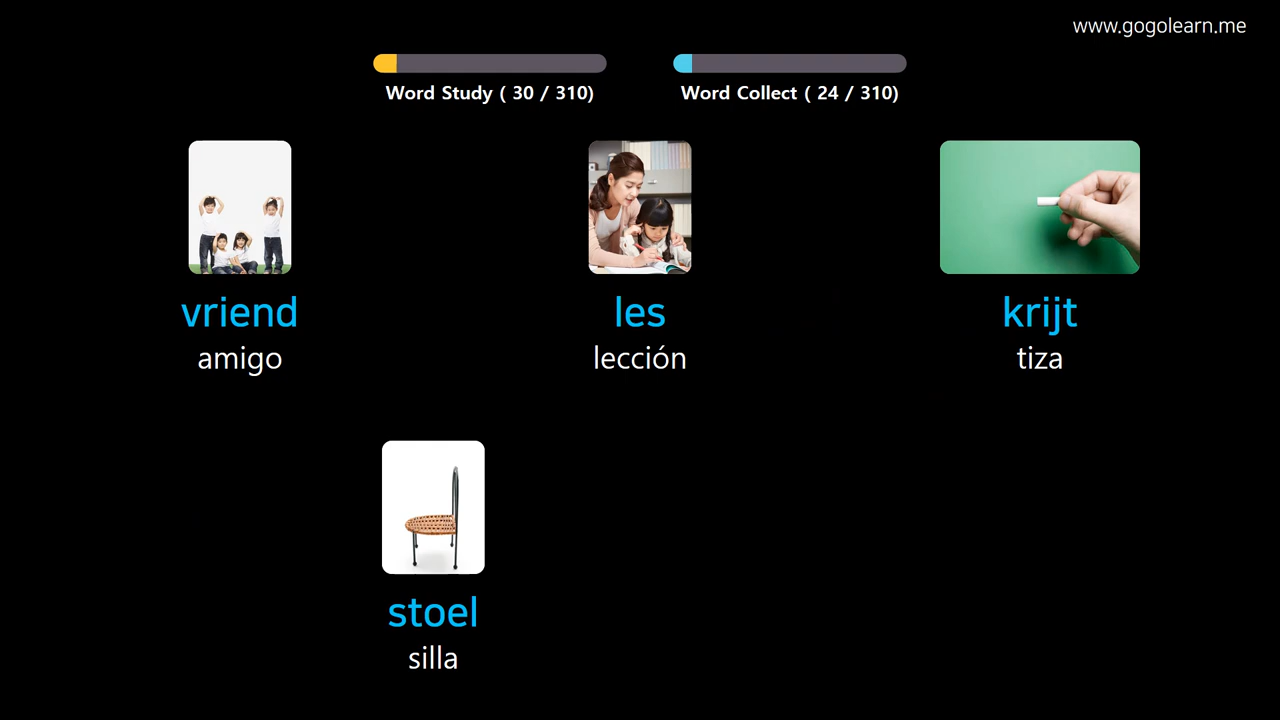 www.gogolearn.me
Word Study ( 30 / 310)
Word Collect ( 24 / 310)
vriend
amigo
les
lección
krijt
tiza
stoel
silla